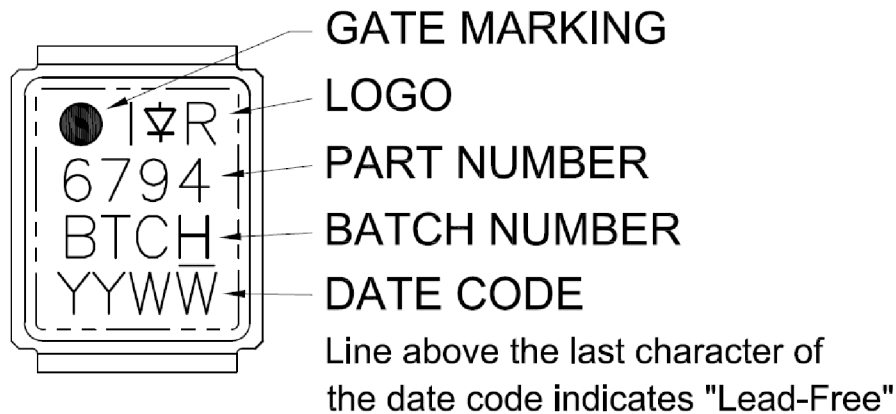 GATE MARKING
I R
LOGO
6794
PART NUMBER
BTCH
BATCH NUMBER
YYWW
DATE CODE
Line above the last character of
the date code indicates "Lead-Free"